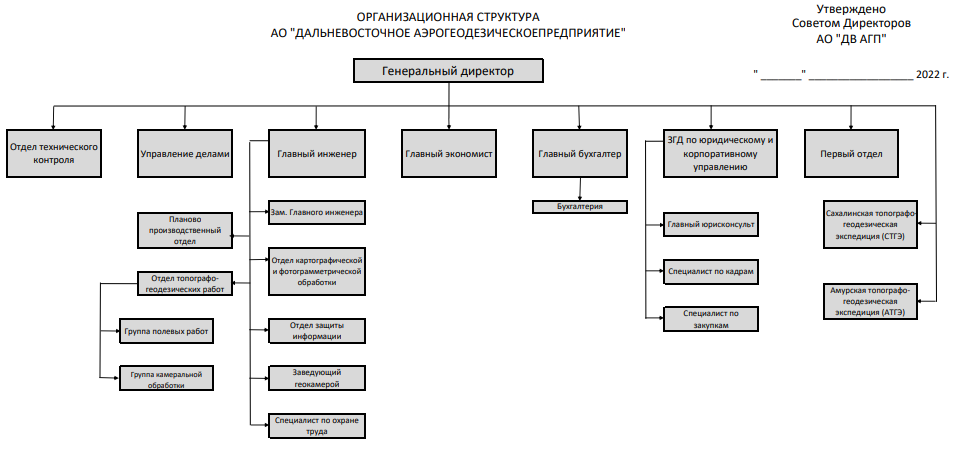 ОРГАНИЗАЦИОННАЯ СТРУКТУРА
АО "ДАЛЬНЕВОСТОЧНОЕ АЭРОГЕОДЕЗИЧЕСКОЕПРЕДПРИЯТИЕ"
Утверждено
Советом Директоров
АО "ДВ АГП"
" _______" __________________ 2022 г.
Генеральный директор
Отдел технического
контроля
Управление делами
Главный инженер
Главный экономист
Главный бухгалтер
ЗГД по юридическому и
корпоративному
управлению
Первый отдел
Планово
производственный
отдел
Зам. Главного инженера
Бухгалтерия
Главный юрисконсульт
Сахалинская топографо-
геодезическая
экспедиция (СТГЭ)
Отдел топографо-
геодезических работ
Отдел картографической
и фотограмметрической
обработки
Специалист по кадрам
Амурская топографо-
геодезическая
экспедиция (АТГЭ)
Группа полевых работ
Отдел защиты
информации
Специалист по
закупкам
Группа камеральной
обработки
Заведующий
геокамерой
Специалист по охране
труда